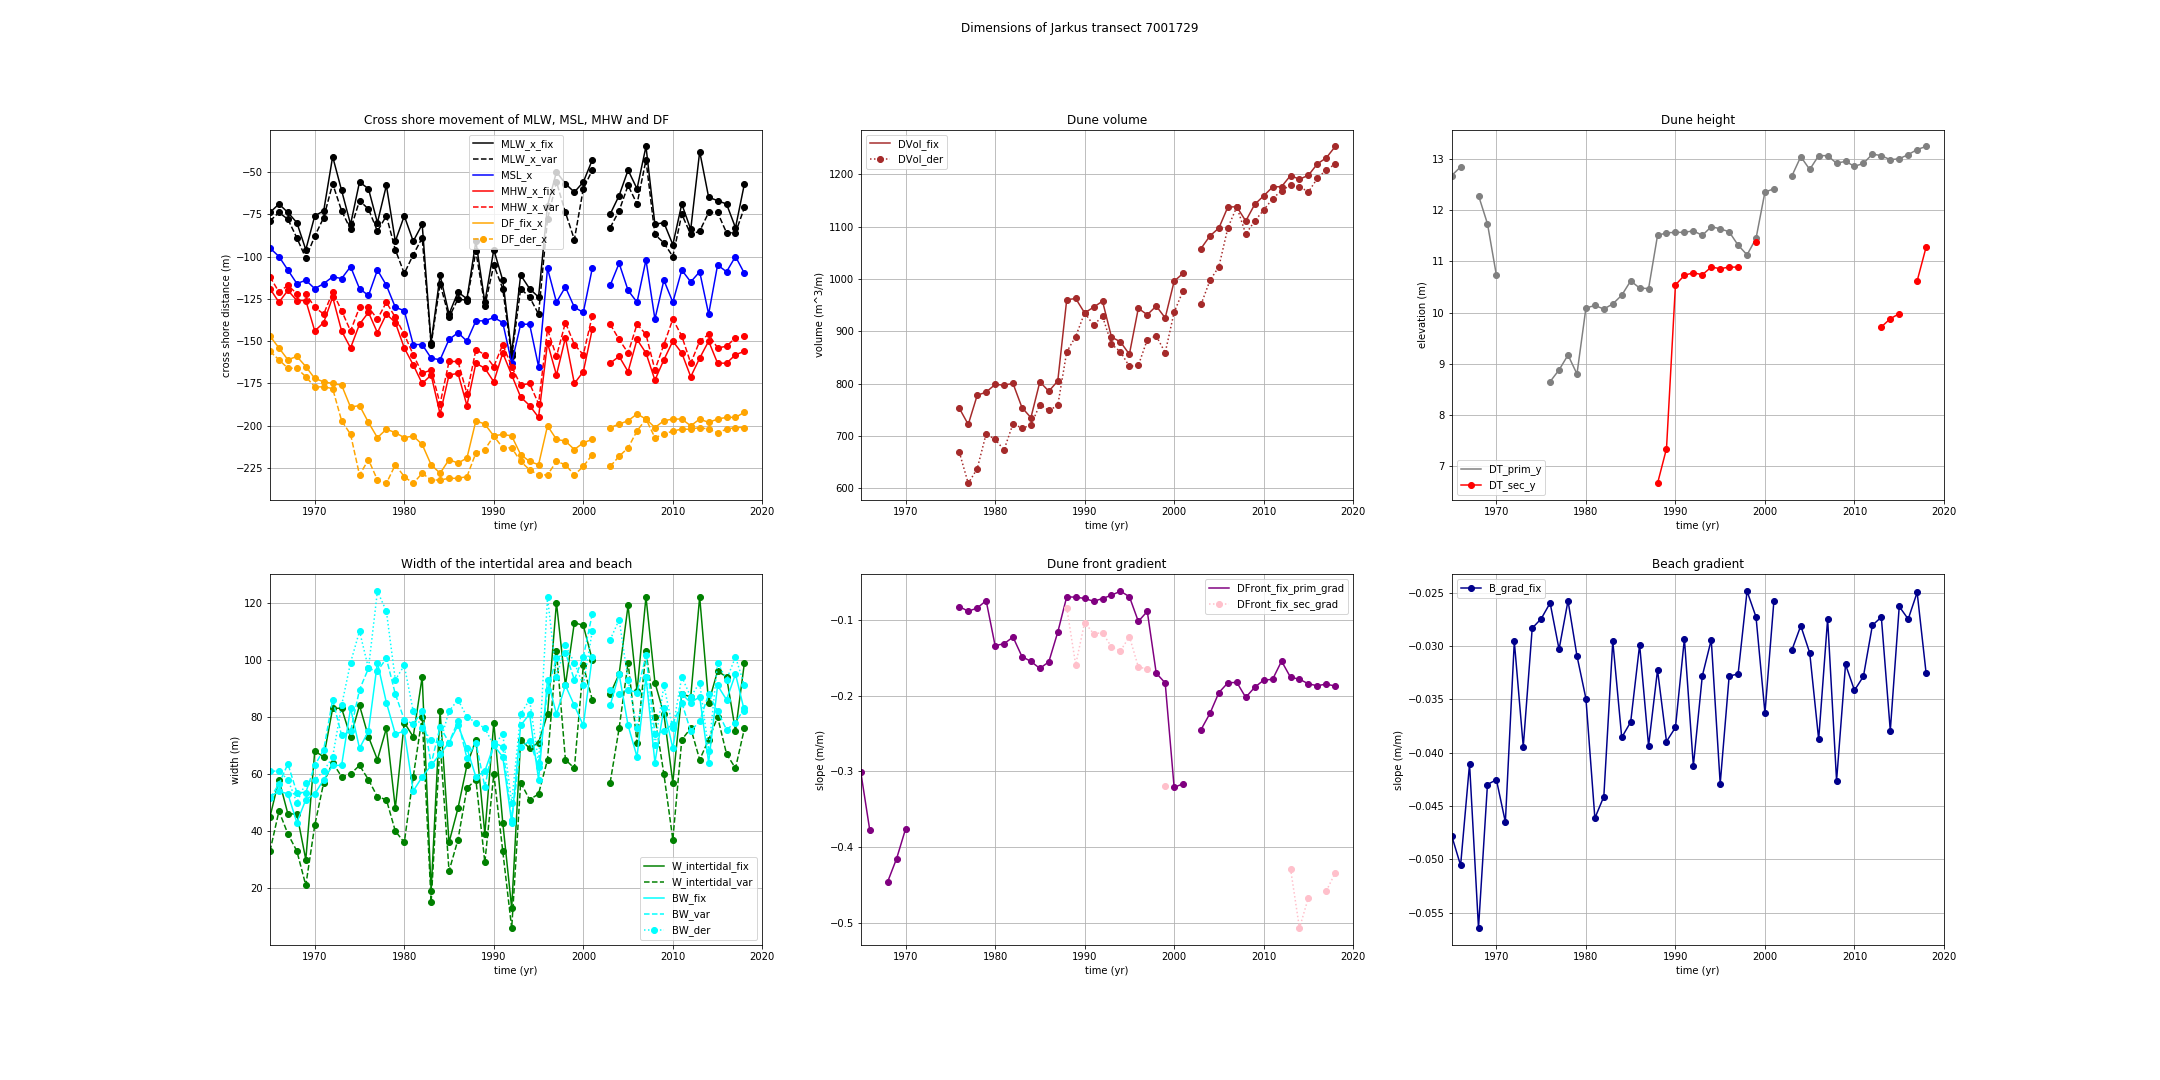 Dimensions of Jarkus transect 7001729
Cross shore movement of MLW, MSL, MHW and DF
cross shore distance (m)
−50
−75
−100
−125
−150
−175
−200
−225
MLW_x_fix
MLW_x_var
MSL_x
MHW_x_fix
MHW_x_var
DF_fix_x
DF_der_x
1970 1980 1990 2000 2010 2020
time (yr)
Dune volume
volume (m^3/m)
1200
1100
1000
900
800
700
600
DVol_fix
DVol_der
1970 1980 1990 2000 2010 2020
time (yr)
Dune height
elevation (m)
13
12
11
10
9
8
7
DT_prim_y
DT_sec_y
1970 1980 1990 2000 2010 2020
time (yr)
Width of the intertidal area and beach
width (m)
120
100
80
60
40
20
W_intertidal_fix
W_intertidal_var
BW_fix
BW_var
BW_der
1970 1980 1990 2000 2010 2020
time (yr)
Dune front gradient
slope (m/m)
−0.1
−0.2
−0.3
−0.4
−0.5
DFront_fix_prim_grad
DFront_fix_sec_grad
1970 1980 1990 2000 2010 2020
time (yr)
Beach gradient
slope (m/m)
−0.025
−0.030
−0.035
−0.040
−0.045
−0.050
−0.055
B_grad_fix
1970 1980 1990 2000 2010 2020
time (yr)